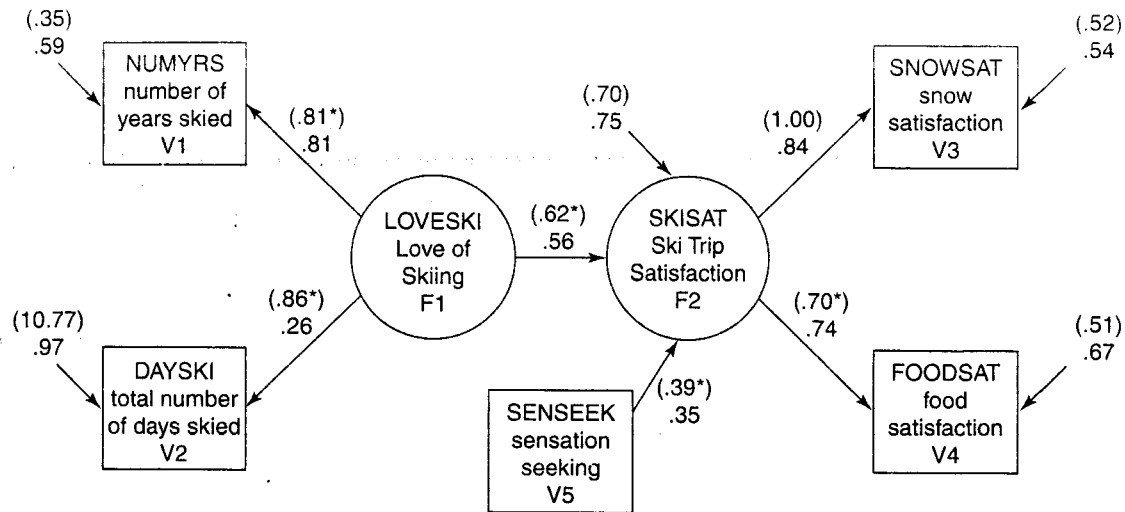 (.35)
.59
NUMYRS
number of
years skied
V1
(.81*)
.81
(.70)
.75
(1.00)
.84
SNOWSAT
snow
satisfaction
V3
(.52)
.54
LOVESKI
Love of
Skiing
F1
(.62*)
.56
SKISAT
Ski Trip
Satisfaction
F2
(10.77)
.97
DAYSKI
total number
of days skied
V2
(.86*)
.26
SENSEEK
sensation
seeking
V5
(.39*)
.35
(.70*)
.74
FOODSAT
food
satisfaction
V4
(.51)
.67